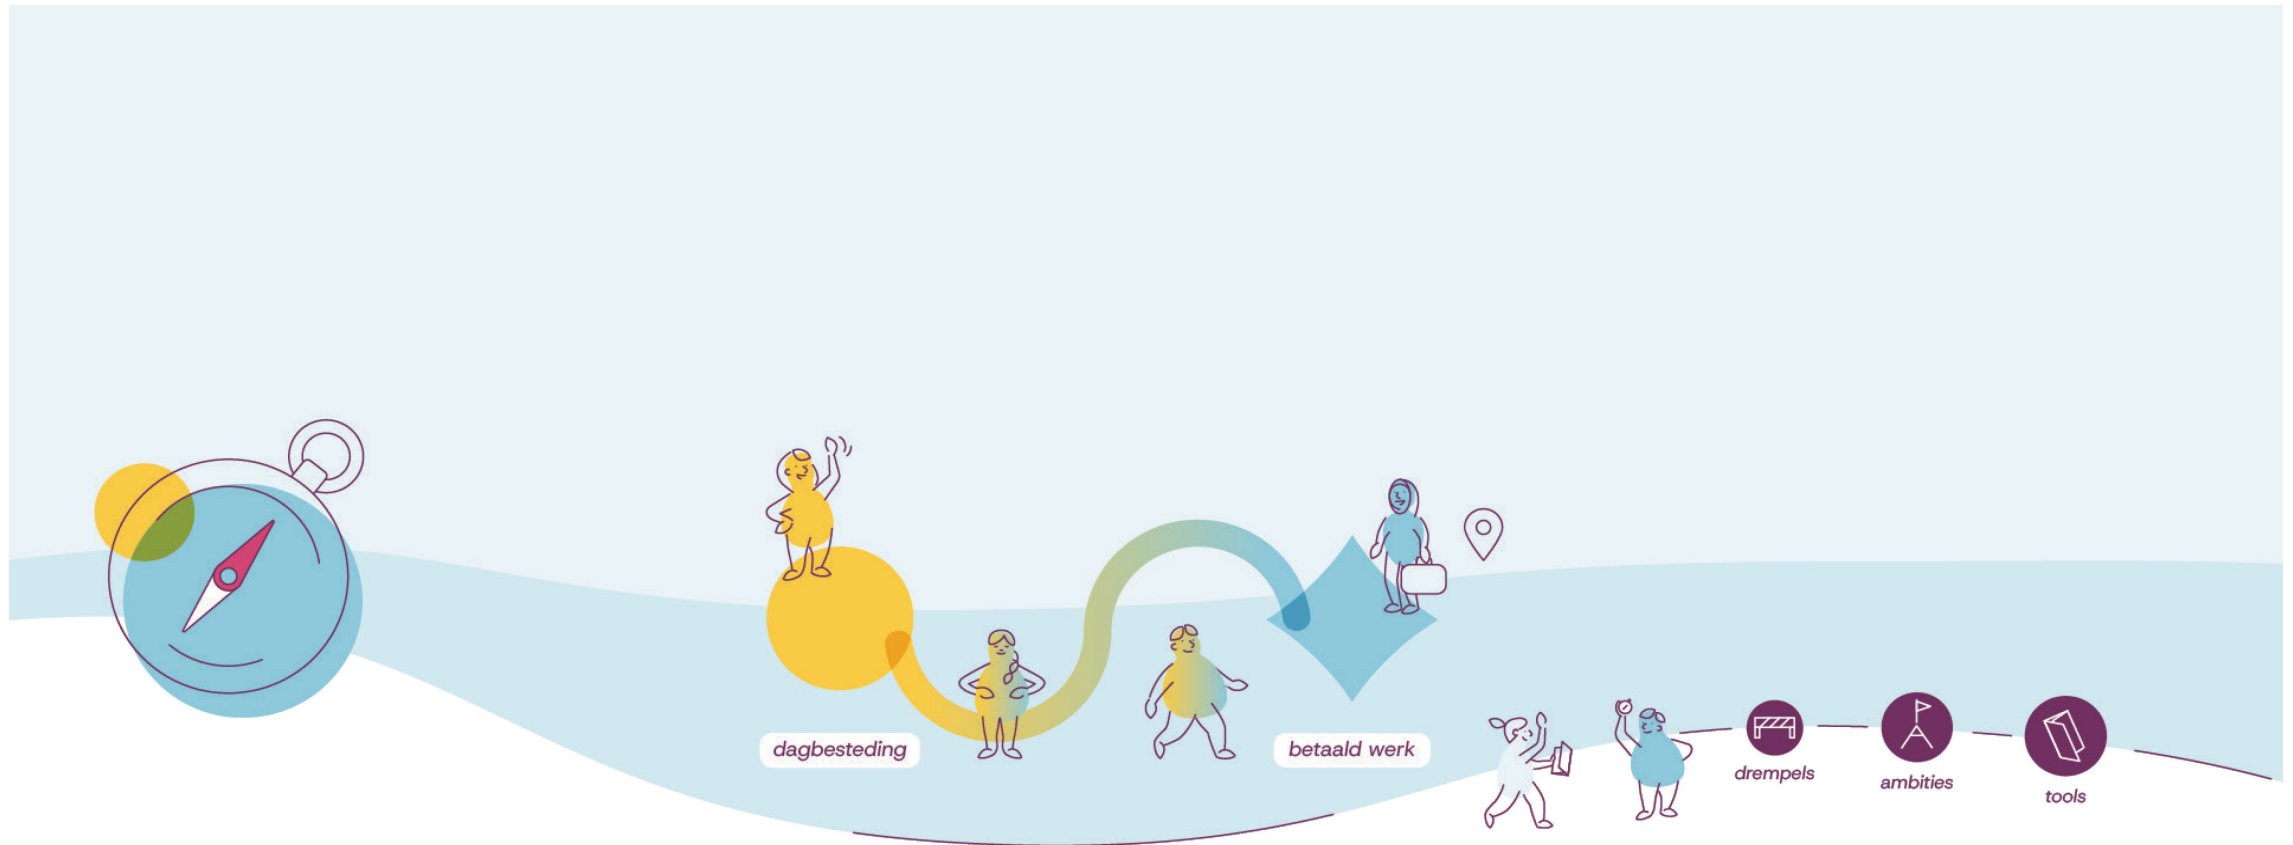 dagbesteding
betaald werk
drempels
ambities
tools